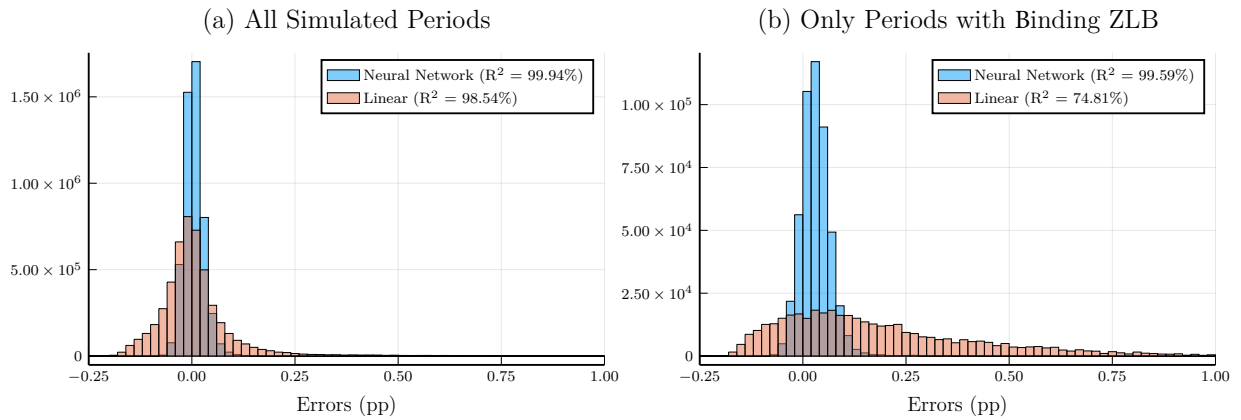 (a) All Simulated Periods
Neural Network (R² = 99.94%)
Linear (R² = 98.54%)
1.50 × 10⁶
1.00 × 10⁶
5.00 × 10⁵
0
−0.25 0.00 0.25 0.50 0.75 1.00
Errors (pp)
(b) Only Periods with Binding ZLB
Neural Network (R² = 99.59%)
Linear (R² = 74.81%)
1.00 × 10⁵
7.50 × 10⁴
5.00 × 10⁴
2.50 × 10⁴
0
−0.25 0.00 0.25 0.50 0.75 1.00
Errors (pp)